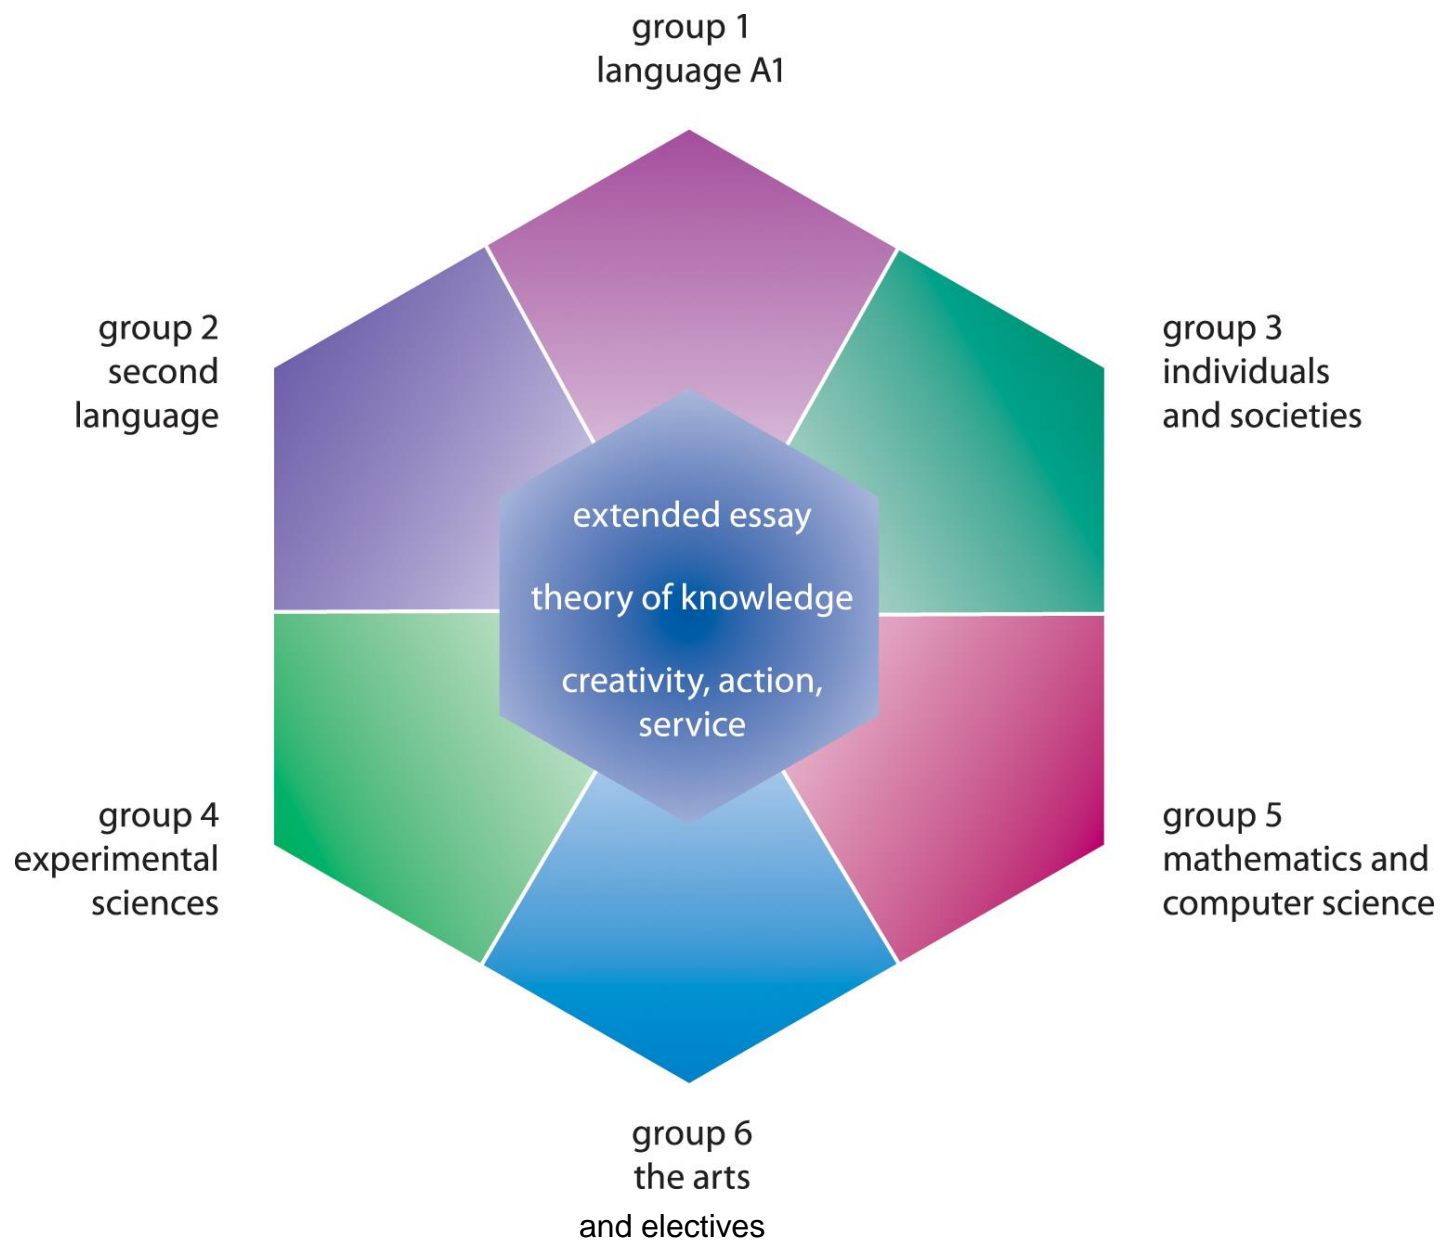 group 1
language A1
group 2
second
language
group 3
individuals
and societies
extended essay
theory of knowledge
creativity, action,
service
group 4
experimental
sciences
group 5
mathematics and
computer science
group 6
the arts
and electives